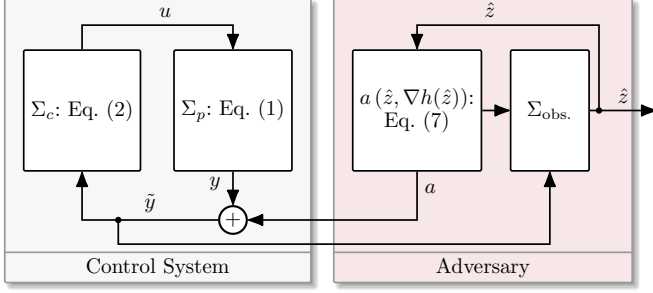 u
ẑ
Σc: Eq. (2)
Σp: Eq. (1)
a (ẑ, ∇h(ẑ)):
Eq. (7)
Σobs.
ẑ
y
ỹ
+
a
Control System
Adversary